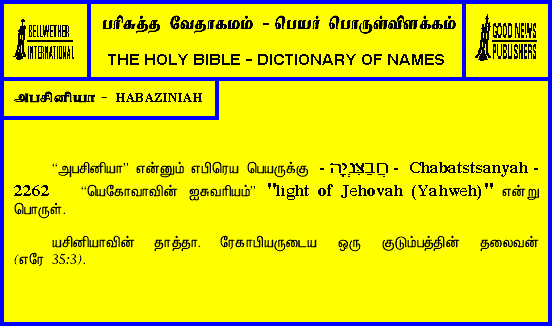 BELLWETHER
INTERNATIONAL
பரிசுத்த வேதாகமம் - பெயர் பொருள்விளக்கம்
THE HOLY BIBLE - DICTIONARY OF NAMES
GOOD NEWS
PUBLISHERS
அபசினியா - HABAZINIAH
“அபசினியா” என்னும் எபிரெய பெயருக்கு - חֲבַצִּנְיָה - Chabatstsanyah -
2262 “யெகோவாவின் ஐசுவரியம்” "light of Jehovah (Yahweh)" என்று
பொருள்.
யசினியாவின் தாத்தா. ரேகாபியருடைய ஒரு குடும்பத்தின் தலைவன்
(எரே 35:3).